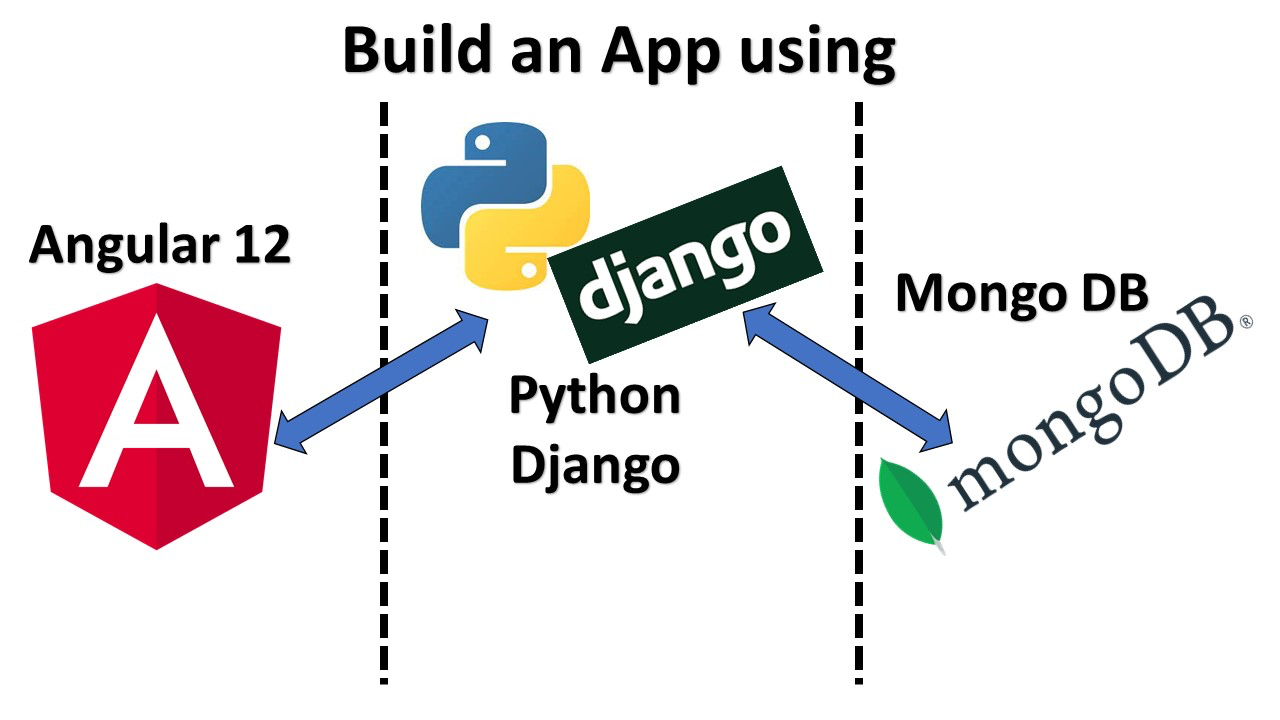 Build an App using
Angular 12
django
Python
Django
Mongo DB
mongoDB®